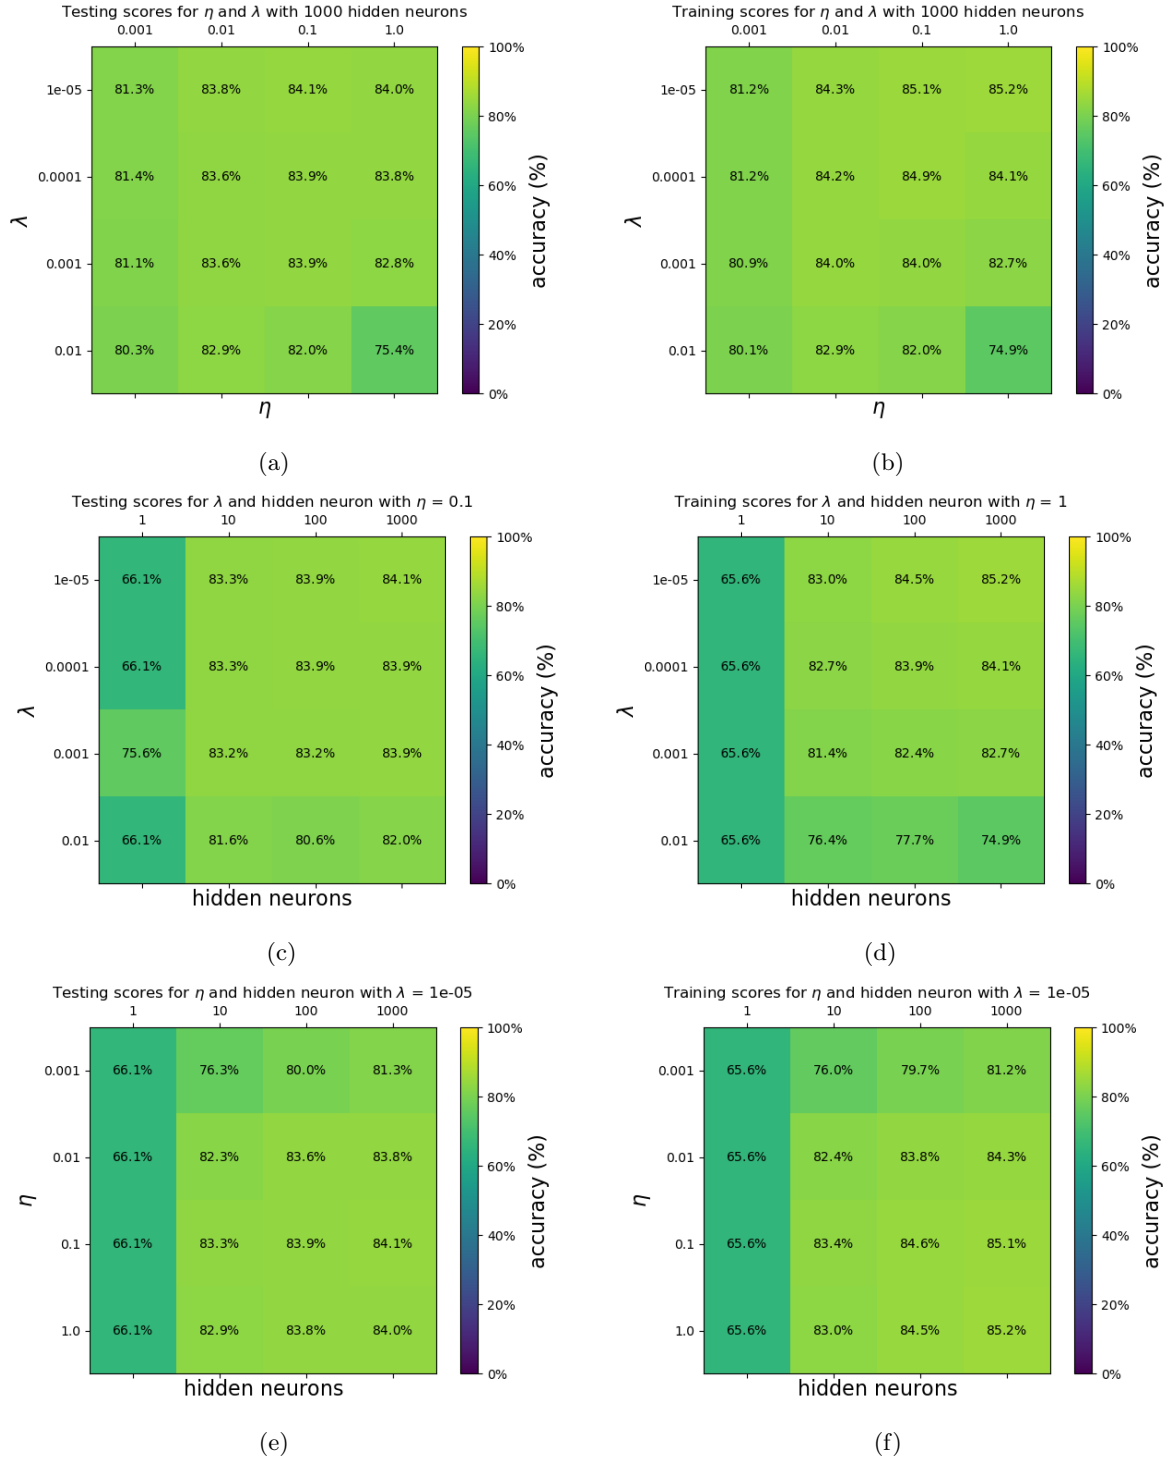 Testing scores for η and λ with 1000 hidden neurons
0.001 0.01 0.1 1.0
1e-05 81.3% 83.8% 84.1% 84.0%
0.0001 81.4% 83.6% 83.9% 83.8%
0.001 81.1% 83.6% 83.9% 82.8%
0.01 80.3% 82.9% 82.0% 75.4%
λ
η
100%
80%
60%
40%
20%
0%
accuracy (%)
(a)
Training scores for η and λ with 1000 hidden neurons
0.001 0.01 0.1 1.0
1e-05 81.2% 84.3% 85.1% 85.2%
0.0001 81.2% 84.2% 84.9% 84.1%
0.001 80.9% 84.0% 84.0% 82.7%
0.01 80.1% 82.9% 82.0% 74.9%
λ
η
100%
80%
60%
40%
20%
0%
accuracy (%)
(b)
Testing scores for λ and hidden neuron with η = 0.1
1 10 100 1000
1e-05 66.1% 83.3% 83.9% 84.1%
0.0001 66.1% 83.3% 83.9% 83.9%
0.001 75.6% 83.2% 83.2% 83.9%
0.01 66.1% 81.6% 80.6% 82.0%
λ
hidden neurons
100%
80%
60%
40%
20%
0%
accuracy (%)
(c)
Training scores for λ and hidden neuron with η = 1
1 10 100 1000
1e-05 65.6% 83.0% 84.5% 85.2%
0.0001 65.6% 82.7% 83.9% 84.1%
0.001 65.6% 81.4% 82.4% 82.7%
0.01 65.6% 76.4% 77.7% 74.9%
λ
hidden neurons
100%
80%
60%
40%
20%
0%
accuracy (%)
(d)
Testing scores for η and hidden neuron with λ = 1e-05
1 10 100 1000
0.001 66.1% 76.3% 80.0% 81.3%
0.01 66.1% 82.3% 83.6% 83.8%
0.1 66.1% 83.3% 83.9% 84.1%
1.0 66.1% 82.9% 83.8% 84.0%
η
hidden neurons
100%
80%
60%
40%
20%
0%
accuracy (%)
(e)
Training scores for η and hidden neuron with λ = 1e-05
1 10 100 1000
0.001 65.6% 76.0% 79.7% 81.2%
0.01 65.6% 82.4% 83.8% 84.3%
0.1 65.6% 83.4% 84.6% 85.1%
1.0 65.6% 83.0% 84.5% 85.2%
η
hidden neurons
100%
80%
60%
40%
20%
0%
accuracy (%)
(f)